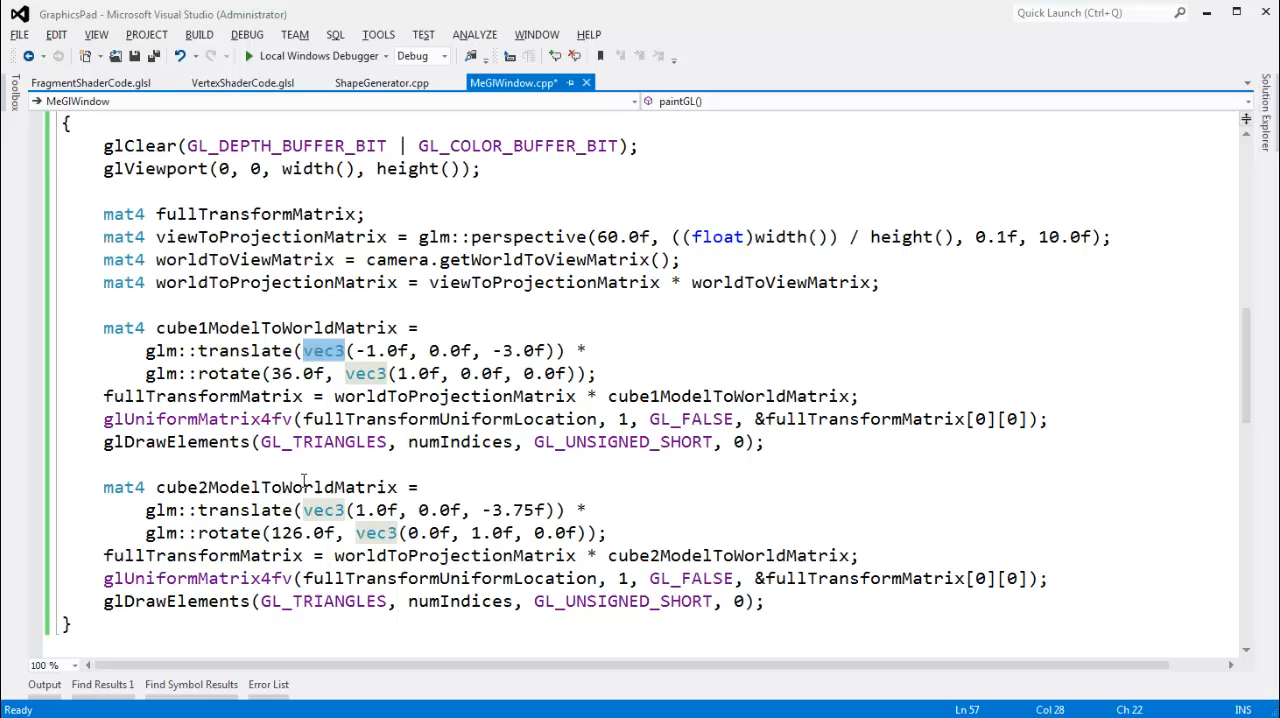 GraphicsPad - Microsoft Visual Studio (Administrator)
Quick Launch (Ctrl+Q)
FILE EDIT VIEW PROJECT BUILD DEBUG TEAM SQL TOOLS TEST ANALYZE WINDOW HELP
Local Windows Debugger Debug
Toolbox
FragmentShaderCode.glsl VertexShaderCode.glsl ShapeGenerator.cpp MeGlWindow.cpp*
Solution Explorer
MeGlWindow paintGL()
{
glClear(GL_DEPTH_BUFFER_BIT | GL_COLOR_BUFFER_BIT);
glViewport(0, 0, width(), height());
mat4 fullTransformMatrix;
mat4 viewToProjectionMatrix = glm::perspective(60.0f, ((float)width()) / height(), 0.1f, 10.0f);
mat4 worldToViewMatrix = camera.getWorldToViewMatrix();
mat4 worldToProjectionMatrix = viewToProjectionMatrix * worldToViewMatrix;
mat4 cube1ModelToWorldMatrix =
glm::translate(vec3(-1.0f, 0.0f, -3.0f)) *
glm::rotate(36.0f, vec3(1.0f, 0.0f, 0.0f));
fullTransformMatrix = worldToProjectionMatrix * cube1ModelToWorldMatrix;
glUniformMatrix4fv(fullTransformUniformLocation, 1, GL_FALSE, &fullTransformMatrix[0][0]);
glDrawElements(GL_TRIANGLES, numIndices, GL_UNSIGNED_SHORT, 0);
mat4 cube2ModelToWorldMatrix =
glm::translate(vec3(1.0f, 0.0f, -3.75f)) *
glm::rotate(126.0f, vec3(0.0f, 1.0f, 0.0f));
fullTransformMatrix = worldToProjectionMatrix * cube2ModelToWorldMatrix;
glUniformMatrix4fv(fullTransformUniformLocation, 1, GL_FALSE, &fullTransformMatrix[0][0]);
glDrawElements(GL_TRIANGLES, numIndices, GL_UNSIGNED_SHORT, 0);
}
100 %
Output Find Results 1 Find Symbol Results Error List
Ready Ln 57 Col 28 Ch 22 INS